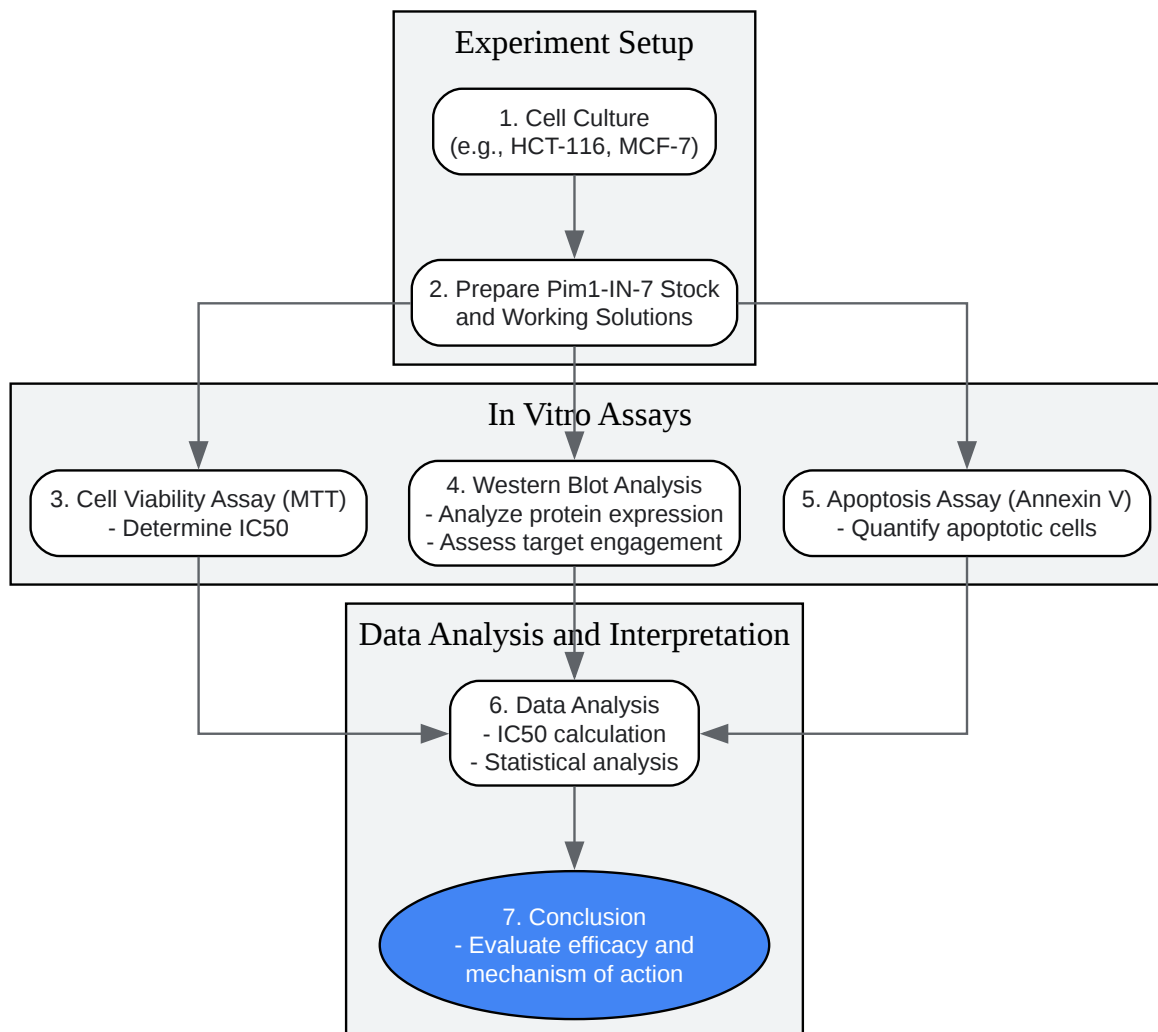 Experiment Setup
1. Cell Culture
(e.g., HCT-116, MCF-7)
2. Prepare Pim1-IN-7 Stock
and Working Solutions
In Vitro Assays
3. Cell Viability Assay (MTT)
- Determine IC50
4. Western Blot Analysis
- Analyze protein expression
- Assess target engagement
5. Apoptosis Assay (Annexin V)
- Quantify apoptotic cells
Data Analysis and Interpretation
6. Data Analysis
- IC50 calculation
- Statistical analysis
7. Conclusion
- Evaluate efficacy and
mechanism of action